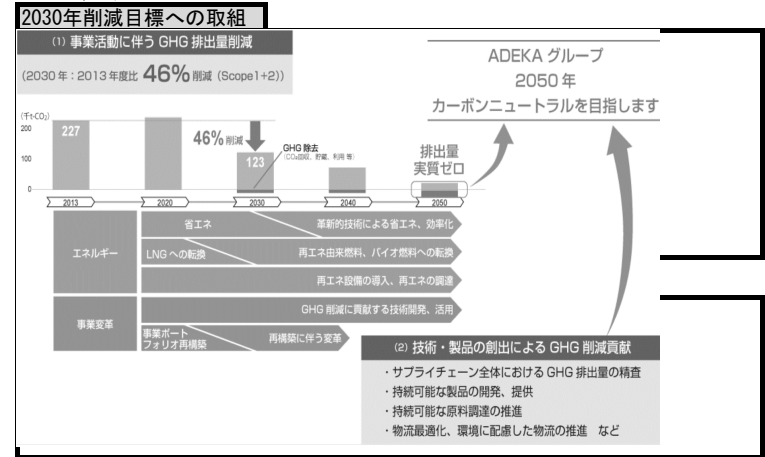 2030年削減目標への取組
(1) 事業活動に伴う GHG 排出量削減
(2030 年：2013 年度比 46% 削減 (Scope1+2))
ADEKA グループ
2050 年
カーボンニュートラルを目指します
(千t-CO₂)
200
100
0
227
46% 削減
123
GHG 除去
(CO₂回収、貯蔵、利用 等)
排出量
実質ゼロ
2013
2020
2030
2040
2050
エネルギー
省エネ
革新的技術による省エネ、効率化
LNG への転換
再エネ由来燃料、バイオ燃料への転換
再エネ設備の導入、再エネの調達
事業変革
GHG 削減に貢献する技術開発、活用
事業ポート
フォリオ再構築
再構築に伴う変革
(2) 技術・製品の創出による GHG 削減貢献
・サプライチェーン全体における GHG 排出量の精査
・持続可能な製品の開発、提供
・持続可能な原料調達の推進
・物流最適化、環境に配慮した物流の推進 など